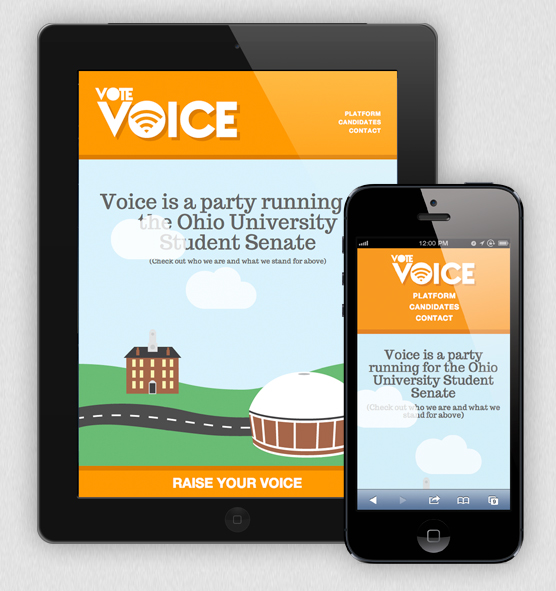 VOTE
VOICE
PLATFORM
CANDIDATES
CONTACT
Voice is a party running
the Ohio University
Student Senate
(Check out who we are and what we stand for above)
RAISE YOUR VOICE
12:00 PM
VOTE
VOICE
PLATFORM
CANDIDATES
CONTACT
Voice is a party
running for the Ohio
University Student
Senate
(Check out who we are and what we
stand for above)